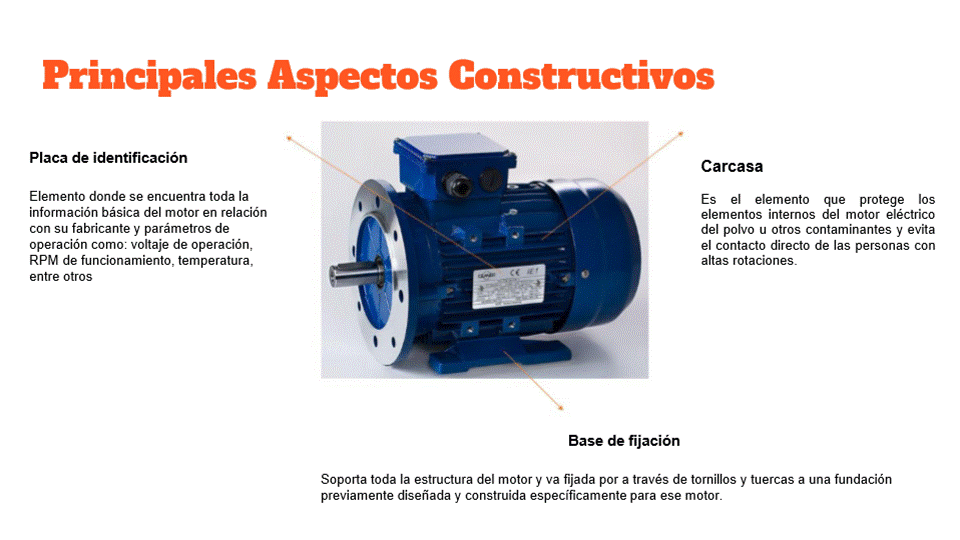 Principales Aspectos Constructivos
Placa de identificación
Elemento donde se encuentra toda la
información básica del motor en relación
con su fabricante y parámetros de
operación como: voltaje de operación,
RPM de funcionamiento, temperatura,
entre otros
Carcasa
Es el elemento que protege los
elementos internos del motor eléctrico
del polvo u otros contaminantes y evita
el contacto directo de las personas con
altas rotaciones.
CE IE1
Base de fijación
Soporta toda la estructura del motor y va fijada por a través de tornillos y tuercas a una fundación
previamente diseñada y construida específicamente para ese motor.